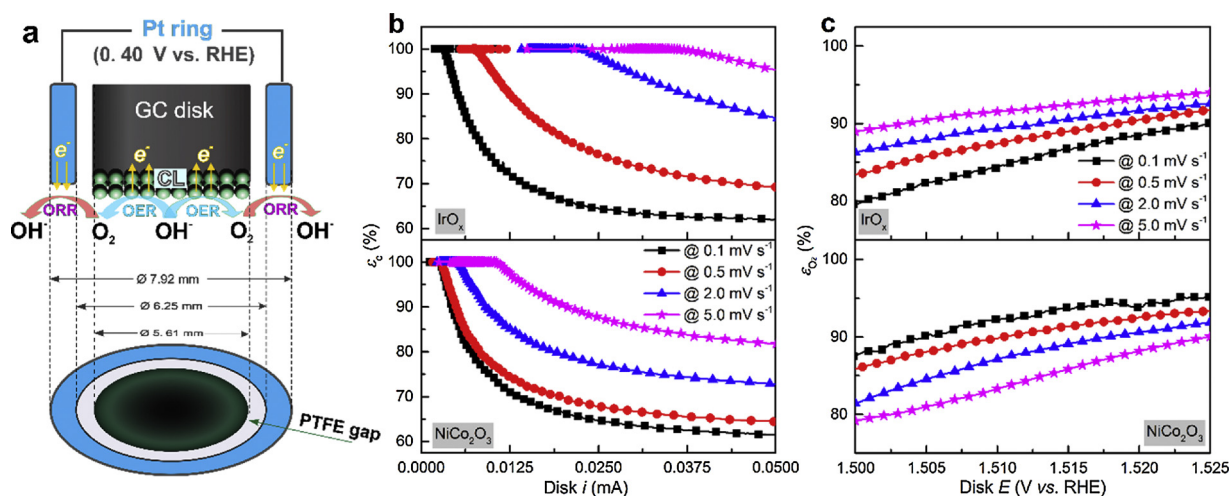 a
Pt ring
(0. 40 V vs. RHE)
GC disk
e⁻ e⁻ e⁻ e⁻
CL
ORR OER OER ORR
OH⁻ O₂ OH⁻ O₂ OH⁻
Ø 7.92 mm
Ø 6.25 mm
Ø 5.61 mm
PTFE gap
b
εc (%)
100
90
80
70
60
IrOₓ
100
90
80
70
60
@ 0.1 mV s⁻¹
@ 0.5 mV s⁻¹
@ 2.0 mV s⁻¹
@ 5.0 mV s⁻¹
NiCo₂O₃
0.0000 0.0125 0.0250 0.0375 0.0500
Disk i (mA)
c
εO₂ (%)
100
90
80
@ 0.1 mV s⁻¹
@ 0.5 mV s⁻¹
@ 2.0 mV s⁻¹
@ 5.0 mV s⁻¹
IrOₓ
100
90
80
NiCo₂O₃
1.500 1.505 1.510 1.515 1.520 1.525
Disk E (V vs. RHE)